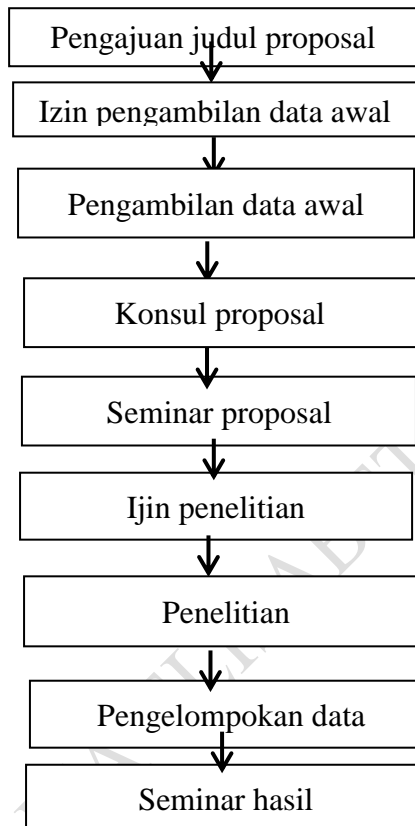 Pengajuan judul proposal
Izin pengambilan data awal
Pengambilan data awal
Konsul proposal
Seminar proposal
Ijin penelitian
Penelitian
Pengelompokan data
Seminar hasil